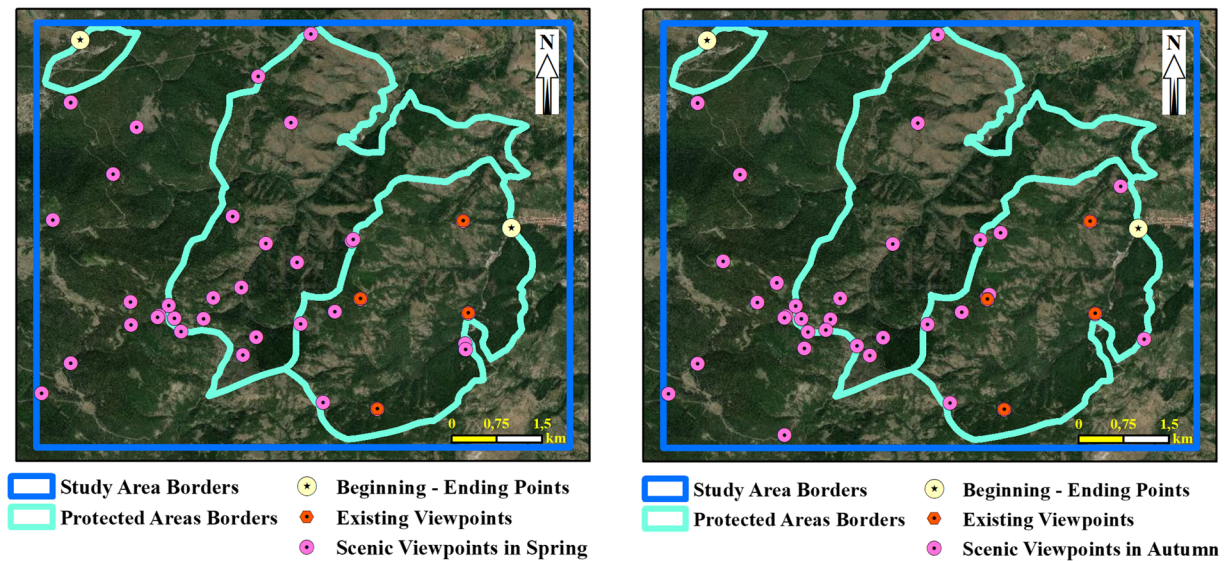 N
0 0,75 1,5
km
Study Area Borders
Protected Areas Borders
Beginning - Ending Points
Existing Viewpoints
Scenic Viewpoints in Spring
N
0 0,75 1,5
km
Study Area Borders
Protected Areas Borders
Beginning - Ending Points
Existing Viewpoints
Scenic Viewpoints in Autumn